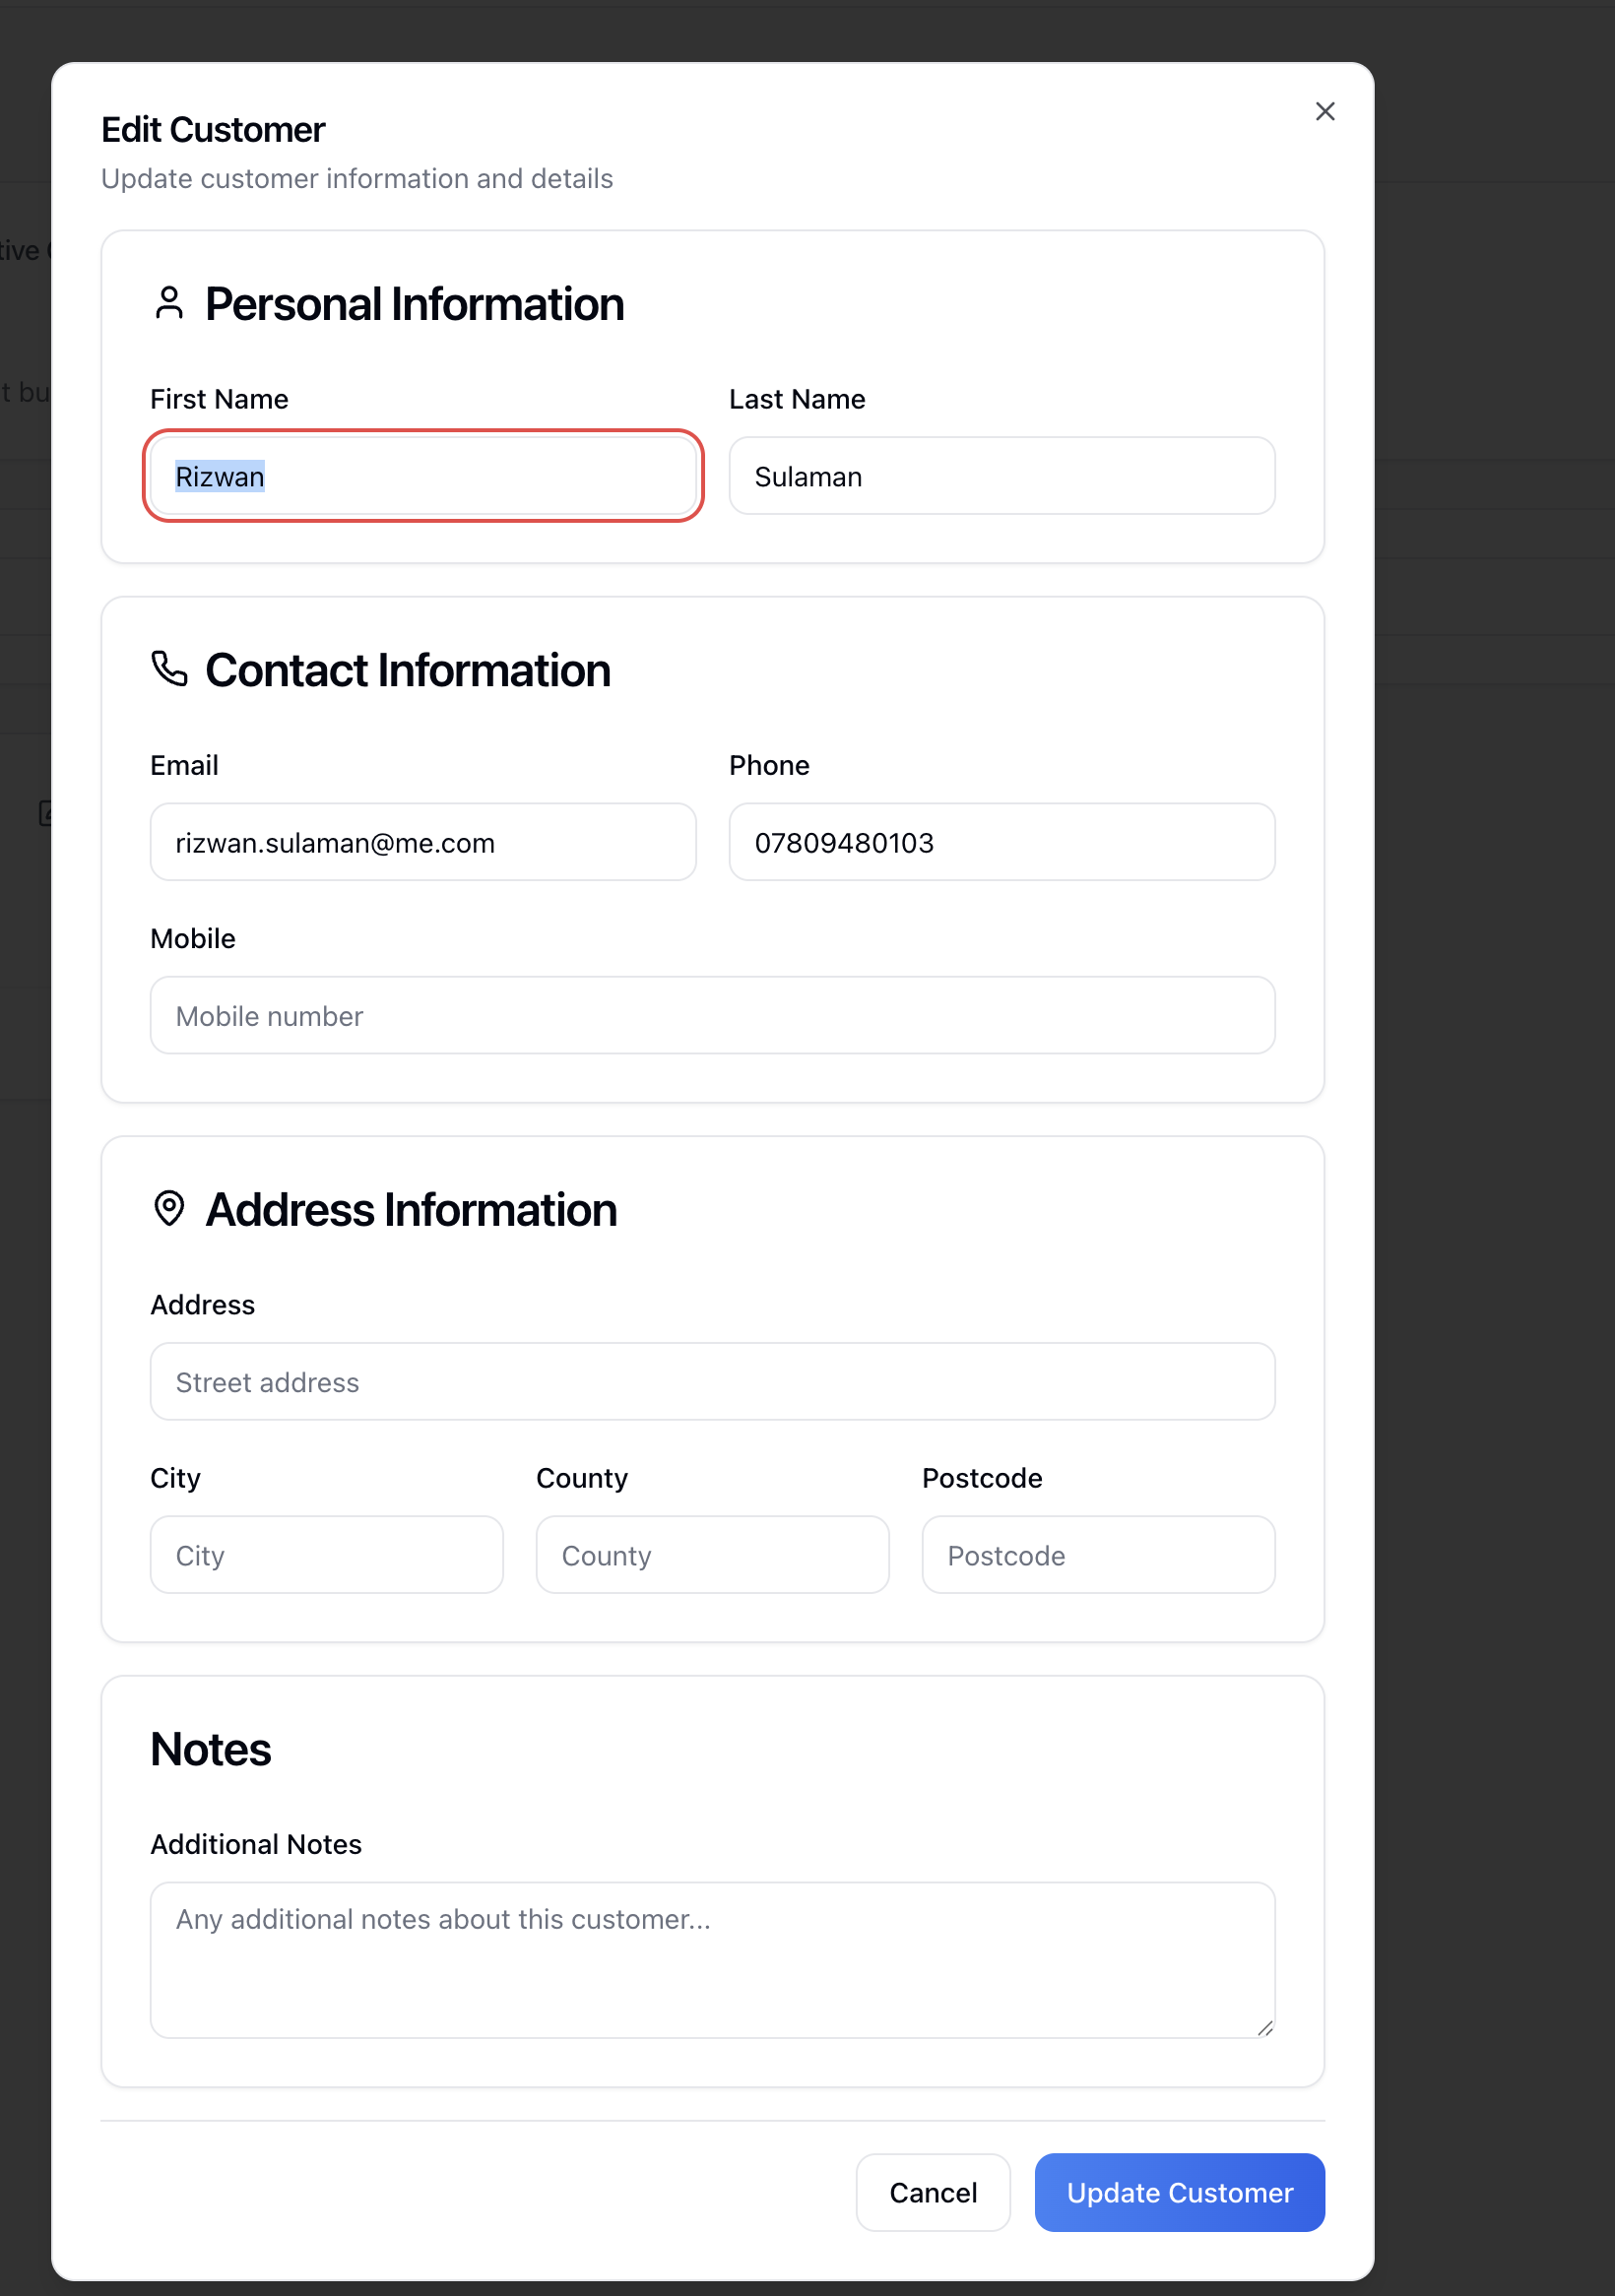 Edit Customer
Update customer information and details
tive
Personal Information
First Name Last Name
t bu
Rizwan Sulaman
Contact Information
Email Phone
rizwan.sulaman@me.com 07809480103
Mobile
Mobile number
Address Information
Address
Street address
City County Postcode
City County Postcode
Notes
Additional Notes
Any additional notes about this customer...
Cancel Update Customer